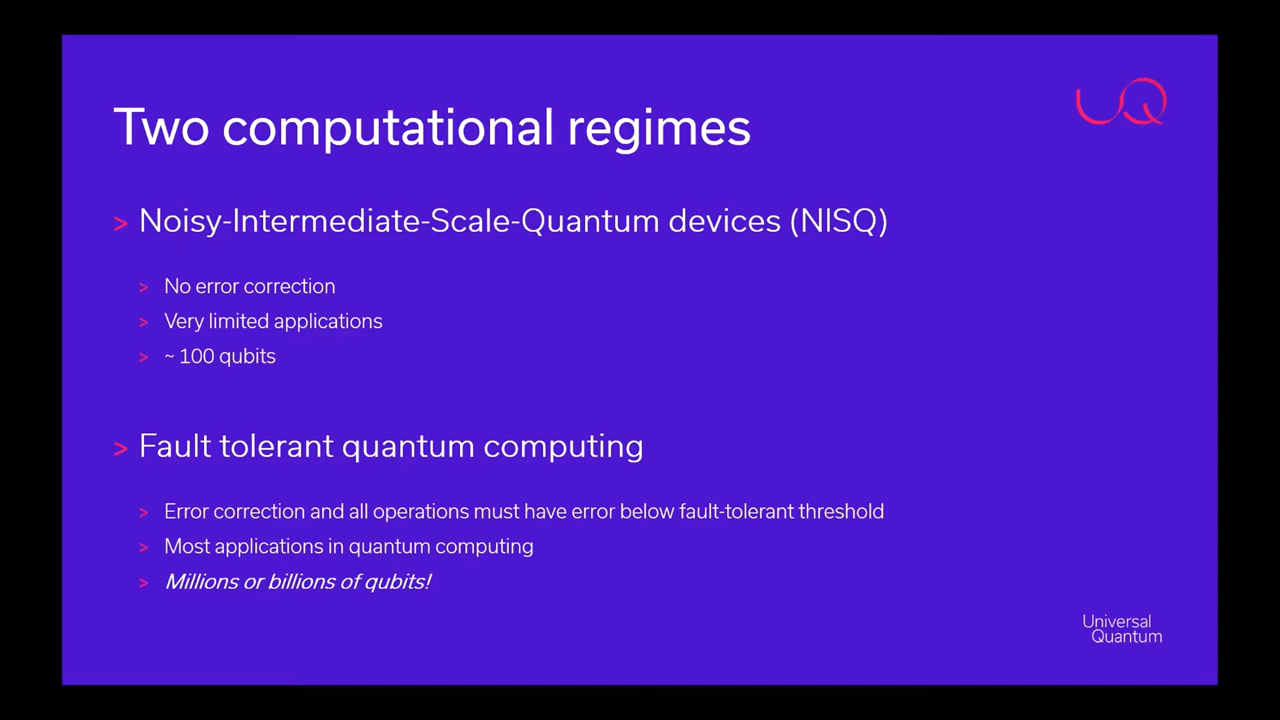 UQ
Two computational regimes
> Noisy-Intermediate-Scale-Quantum devices (NISQ)
> No error correction
> Very limited applications
> ~ 100 qubits
> Fault tolerant quantum computing
> Error correction and all operations must have error below fault-tolerant threshold
> Most applications in quantum computing
> Millions or billions of qubits!
Universal
Quantum